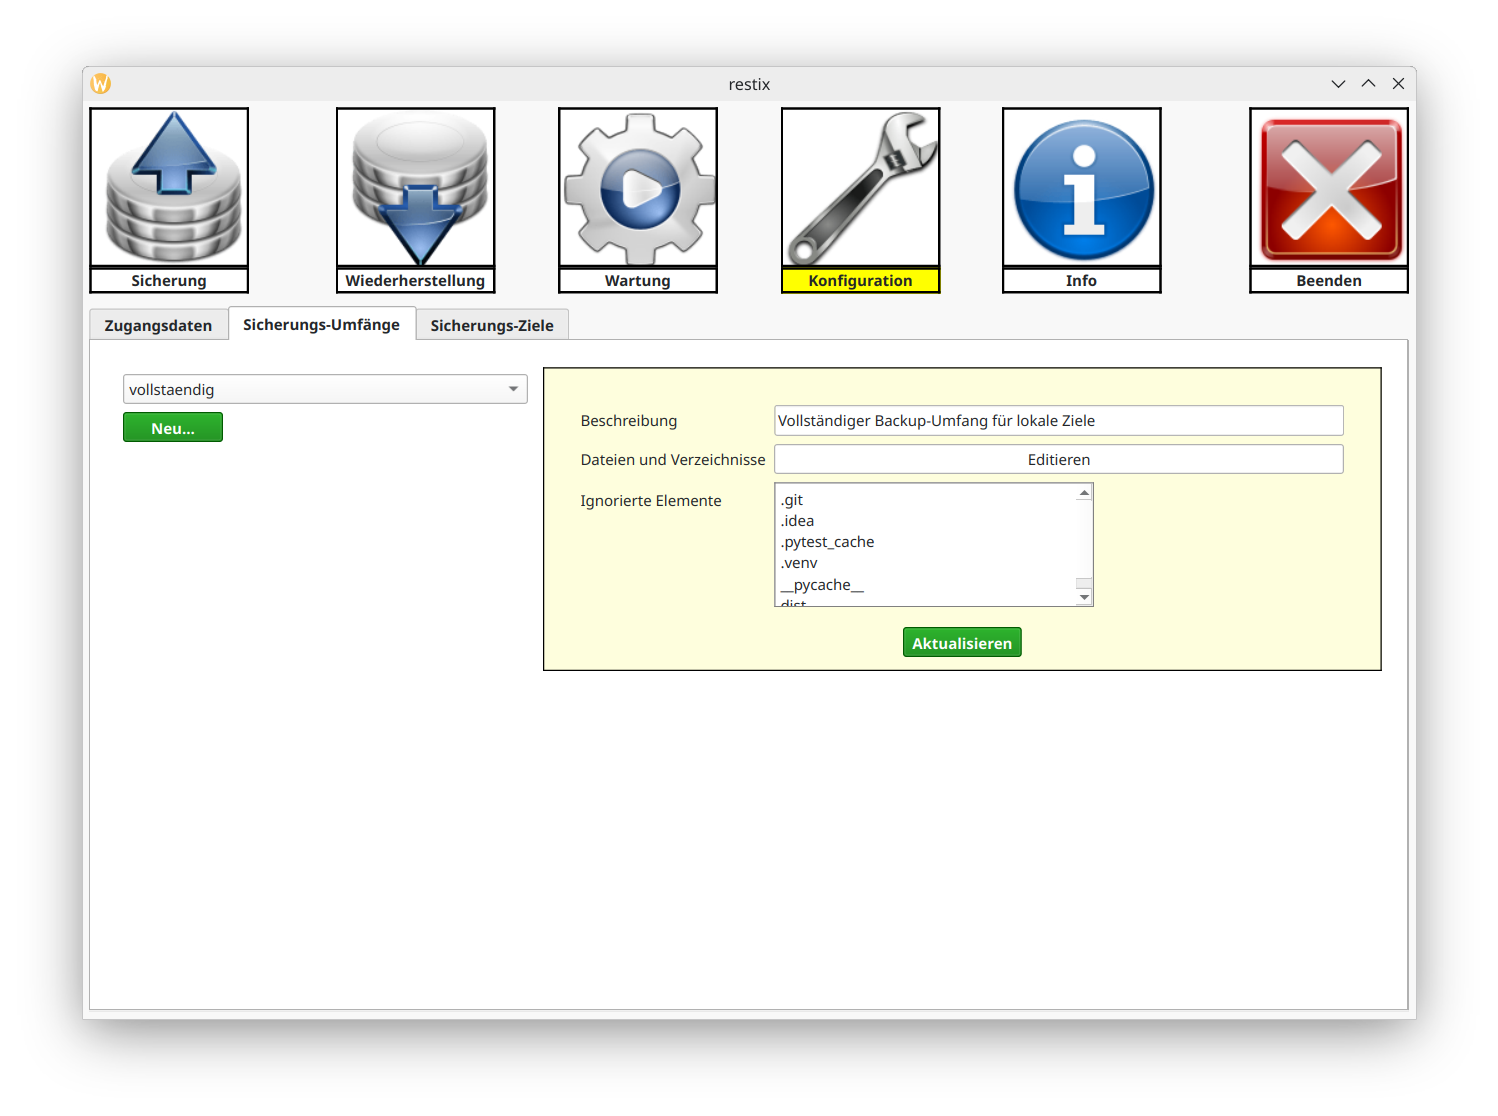 restix
Sicherung
Wiederherstellung
Wartung
Konfiguration
Info
Beenden
Zugangsdaten
Sicherungs-Umfänge
Sicherungs-Ziele
vollstaendig
Neu...
Beschreibung
Vollständiger Backup-Umfang für lokale Ziele
Dateien und Verzeichnisse
Editieren
Ignorierte Elemente
.git
.idea
.pytest_cache
.venv
__pycache__
dist
Aktualisieren